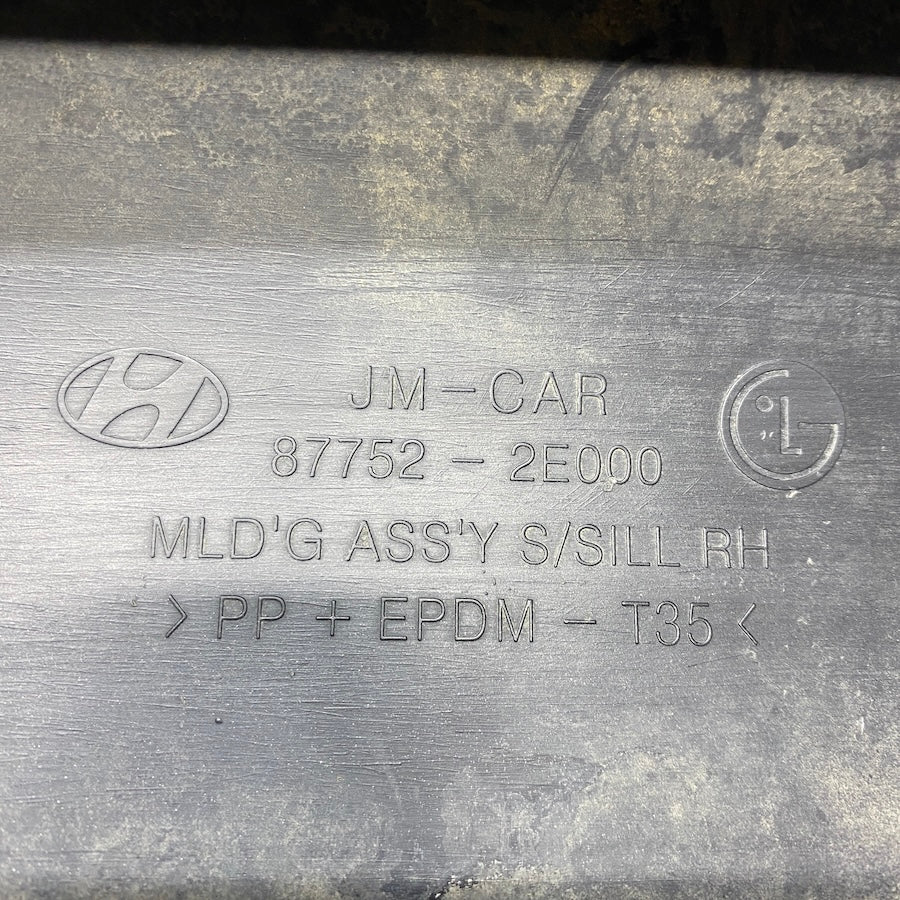 JM-CAR
87752-2E000
MLD'G ASS'Y S/SILL RH
>PP + EPDM - T35<